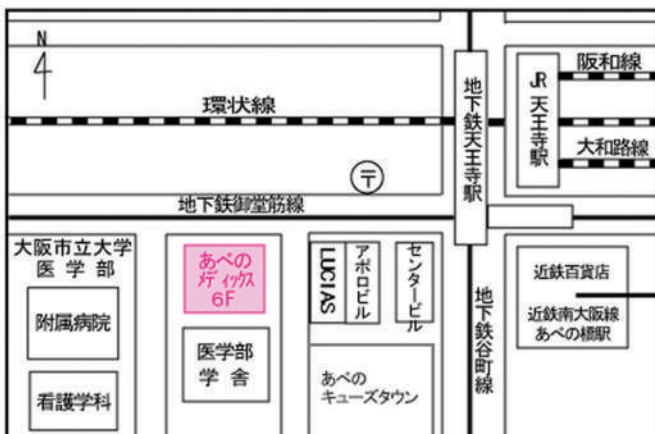 N
阪和線
JR天王寺駅
環状線
地下鉄天王寺駅
大和路線
〒
地下鉄御堂筋線
大阪市立大学
医学部
あべの
メディックス
6F
LUCIAS
アポロビル
センタービル
近鉄百貨店
附属病院
地下鉄谷町線
近鉄南大阪線
あべの橋駅
医学部
学舎
あべの
キューズタウン
看護学科